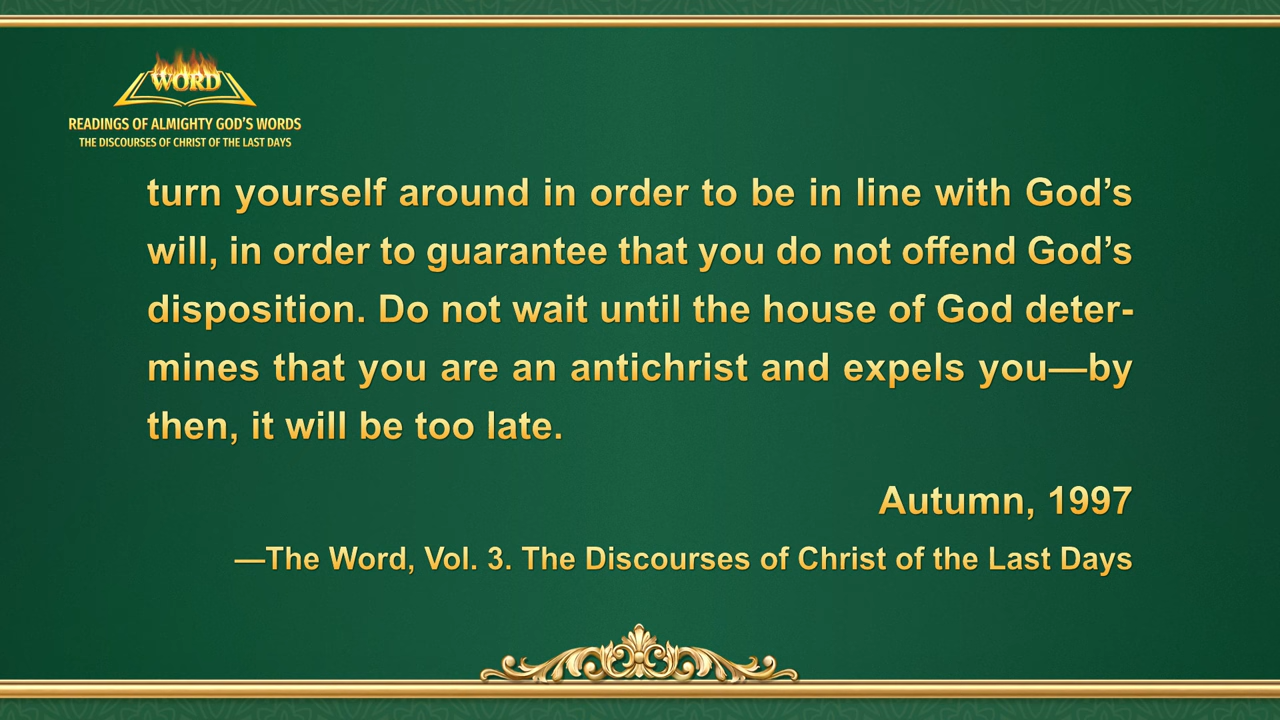 WORD
READINGS OF ALMIGHTY GOD'S WORDS
THE DISCOURSES OF CHRIST OF THE LAST DAYS
turn yourself around in order to be in line with God’s
will, in order to guarantee that you do not offend God’s
disposition. Do not wait until the house of God deter-
mines that you are an antichrist and expels you—by
then, it will be too late.
Autumn, 1997
—The Word, Vol. 3. The Discourses of Christ of the Last Days